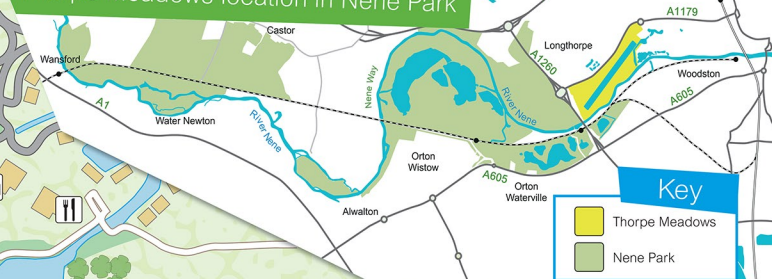 Meadows location in Nene Park
Castor
Longthorpe
A1179
A1260
Wansford
Woodston
Nene Way
River Nene
A605
A1
Water Newton
River Nene
Orton
Wistow
A605
Orton
Waterville
Alwalton
Key
Thorpe Meadows
Nene Park